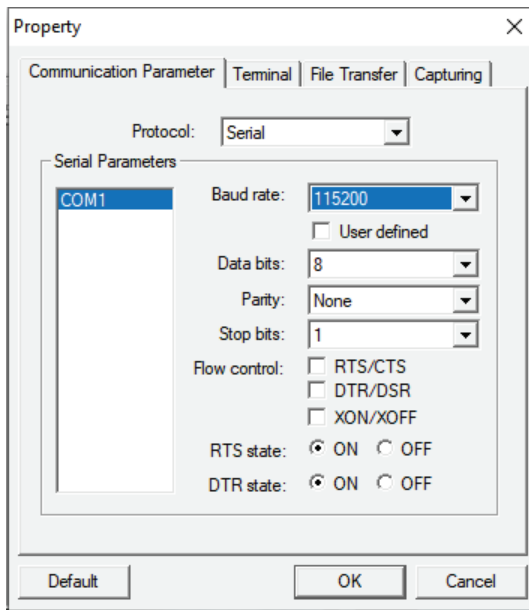 Property
Communication Parameter Terminal File Transfer Capturing
Protocol: Serial
Serial Parameters
COM1
Baud rate: 115200
User defined
Data bits: 8
Parity: None
Stop bits: 1
Flow control: RTS/CTS
DTR/DSR
XON/XOFF
RTS state: ON OFF
DTR state: ON OFF
Default OK Cancel